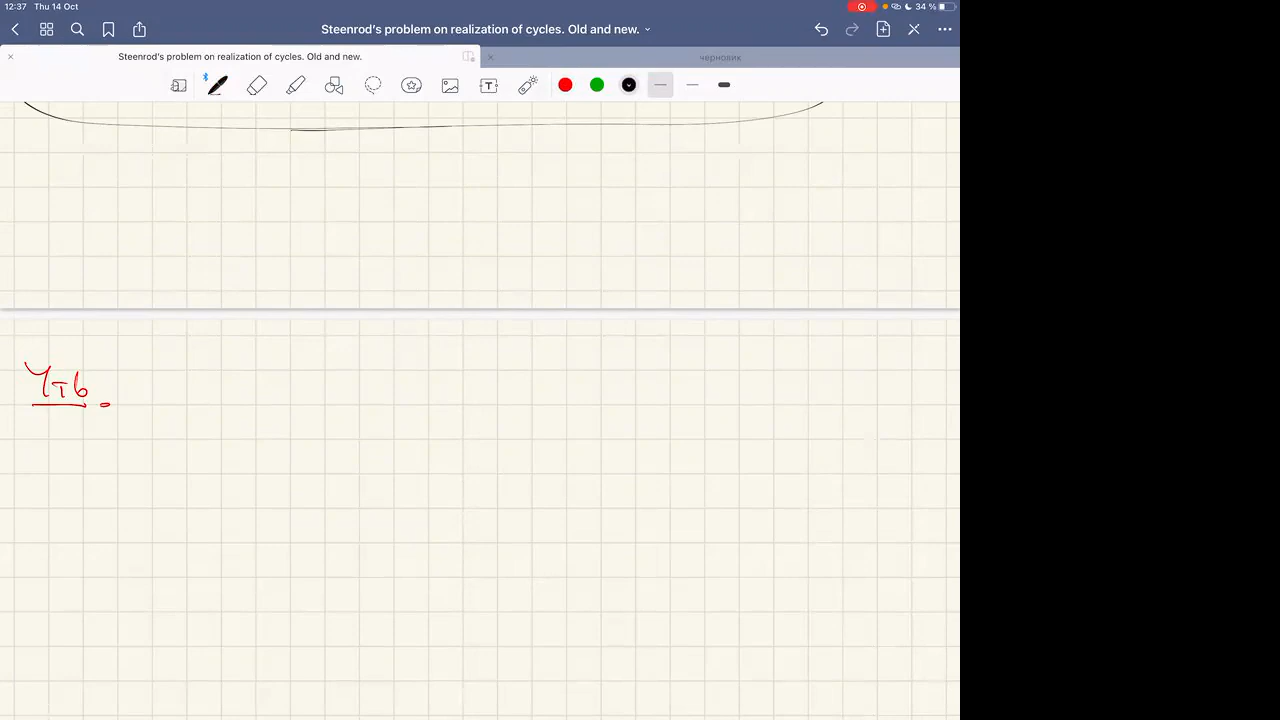 12:37 Thu 14 Oct 34 %
Steenrod's problem on realization of cycles. Old and new.
Steenrod's problem on realization of cycles. Old and new. черновик
T
Утв.